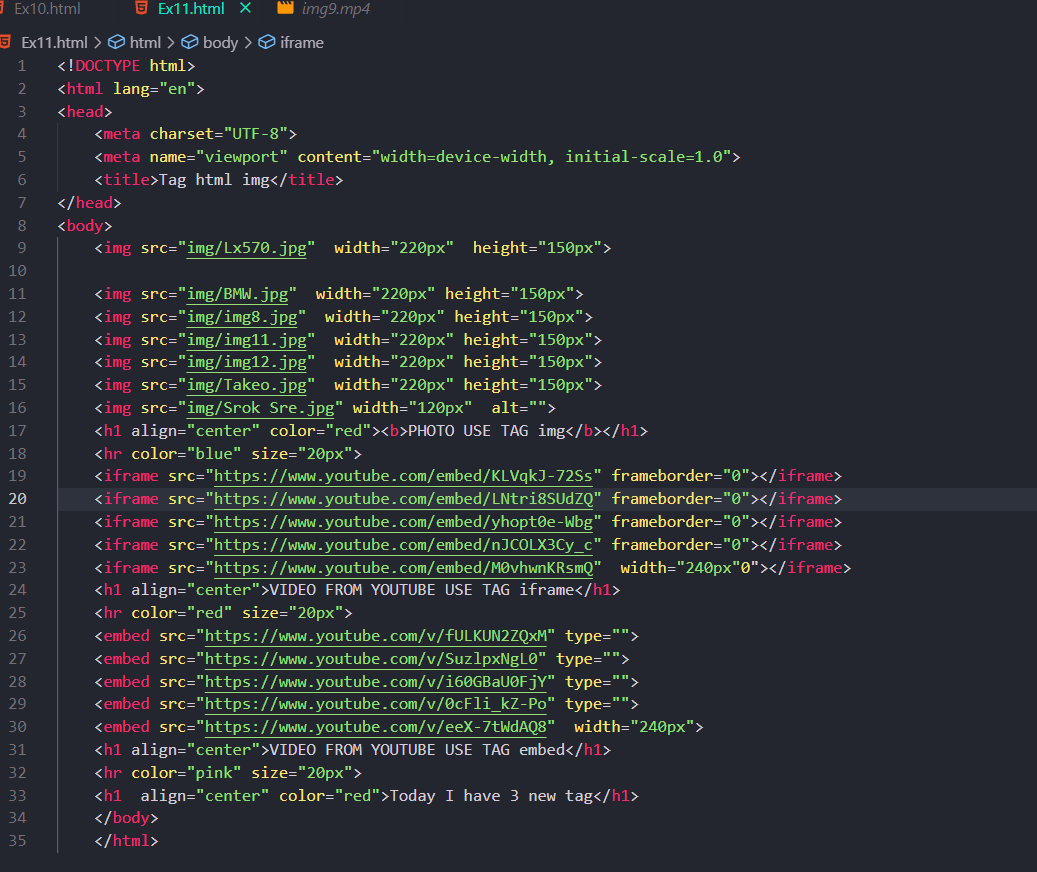 Ex10.html Ex11.html × img9.mp4
Ex11.html > html > body > iframe
1 <!DOCTYPE html>
2 <html lang="en">
3 <head>
4 <meta charset="UTF-8">
5 <meta name="viewport" content="width=device-width, initial-scale=1.0">
6 <title>Tag html img</title>
7 </head>
8 <body>
9 <img src="img/Lx570.jpg"  width="220px"  height="150px">
10
11 <img src="img/BMW.jpg"  width="220px" height="150px">
12 <img src="img/img8.jpg"  width="220px" height="150px">
13 <img src="img/img11.jpg"  width="220px" height="150px">
14 <img src="img/img12.jpg"  width="220px" height="150px">
15 <img src="img/Takeo.jpg"  width="220px" height="150px">
16 <img src="img/Srok Sre.jpg" width="120px"  alt="">
17 <h1 align="center" color="red"><b>PHOTO USE TAG img</b></h1>
18 <hr color="blue" size="20px">
19 <iframe src="https://www.youtube.com/embed/KLVqkJ-72Ss" frameborder="0"></iframe>
20 <iframe src="https://www.youtube.com/embed/LNtri8SUdZQ" frameborder="0"></iframe>
21 <iframe src="https://www.youtube.com/embed/yhopt0e-Wbg" frameborder="0"></iframe>
22 <iframe src="https://www.youtube.com/embed/nJCOLX3Cy_c" frameborder="0"></iframe>
23 <iframe src="https://www.youtube.com/embed/M0vhwnKRsmQ"  width="240px"0"></iframe>
24 <h1 align="center">VIDEO FROM YOUTUBE USE TAG iframe</h1>
25 <hr color="red" size="20px">
26 <embed src="https://www.youtube.com/v/fULKUN2ZQxM" type="">
27 <embed src="https://www.youtube.com/v/SuzlpxNgL0" type="">
28 <embed src="https://www.youtube.com/v/i60GBaU0FjY" type="">
29 <embed src="https://www.youtube.com/v/0cFli_kZ-Po" type="">
30 <embed src="https://www.youtube.com/v/eeX-7tWdAQ8"  width="240px">
31 <h1 align="center">VIDEO FROM YOUTUBE USE TAG embed</h1>
32 <hr color="pink" size="20px">
33 <h1  align="center" color="red">Today I have 3 new tag</h1>
34 </body>
35 </html>